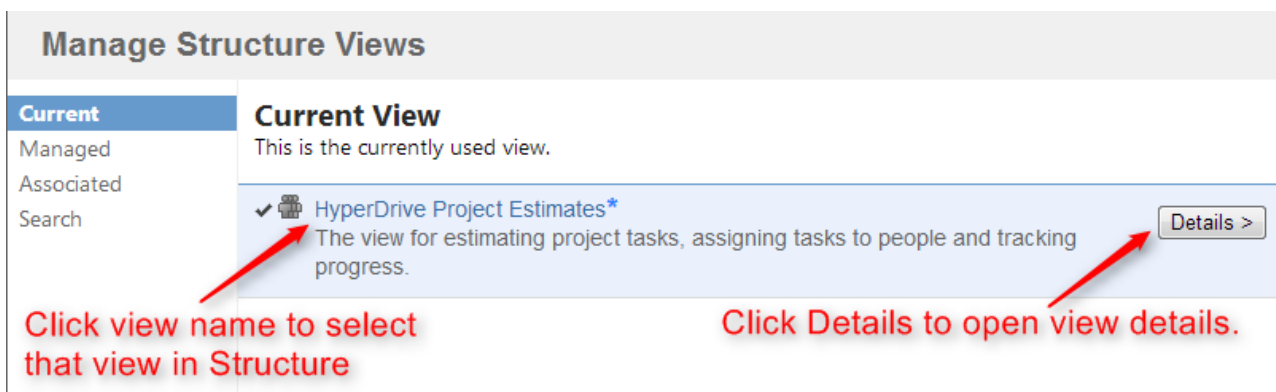 Manage Structure Views
Current
Managed
Associated
Search
Current View
This is the currently used view.
HyperDrive Project Estimates*
The view for estimating project tasks, assigning tasks to people and tracking
progress.
Details >
Click view name to select
that view in Structure
Click Details to open view details.